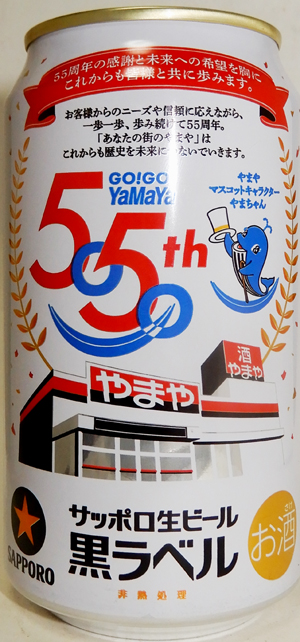 55周年の感謝と未来への希望を胸に
これからも皆様と共に歩みます。
お客様からのニーズや信頼に応えながら、
一歩一歩、歩み続けて55周年。
「あなたの街のやまや」は
これからも歴史を未来につないでいきます。
GO!GO
YaMaYa
55th
50
やまや
マスコットキャラクター
やまちゃん
酒
やまや
やまや
サッポロ生ビール
黒ラベル
非熱処理
SAPPORO
お酒